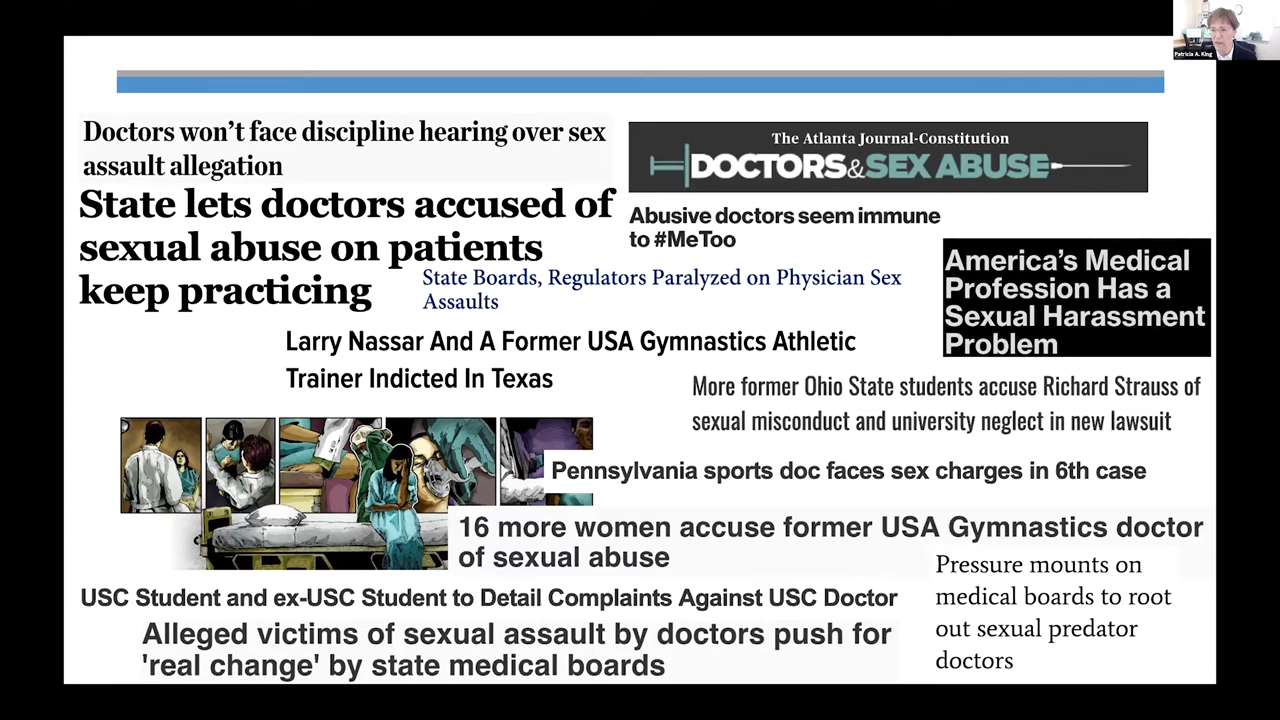 Patricia A. King
Doctors won't face discipline hearing over sex
assault allegation
State lets doctors accused of
sexual abuse on patients
keep practicing
The Atlanta Journal-Constitution
DOCTORS&SEX ABUSE
Abusive doctors seem immune
to #MeToo
State Boards, Regulators Paralyzed on Physician Sex
Assaults
America's Medical
Profession Has a
Sexual Harassment
Problem
Larry Nassar And A Former USA Gymnastics Athletic
Trainer Indicted In Texas
More former Ohio State students accuse Richard Strauss of
sexual misconduct and university neglect in new lawsuit
Pennsylvania sports doc faces sex charges in 6th case
16 more women accuse former USA Gymnastics doctor
of sexual abuse
Pressure mounts on
medical boards to root
out sexual predator
doctors
USC Student and ex-USC Student to Detail Complaints Against USC Doctor
Alleged victims of sexual assault by doctors push for
'real change' by state medical boards